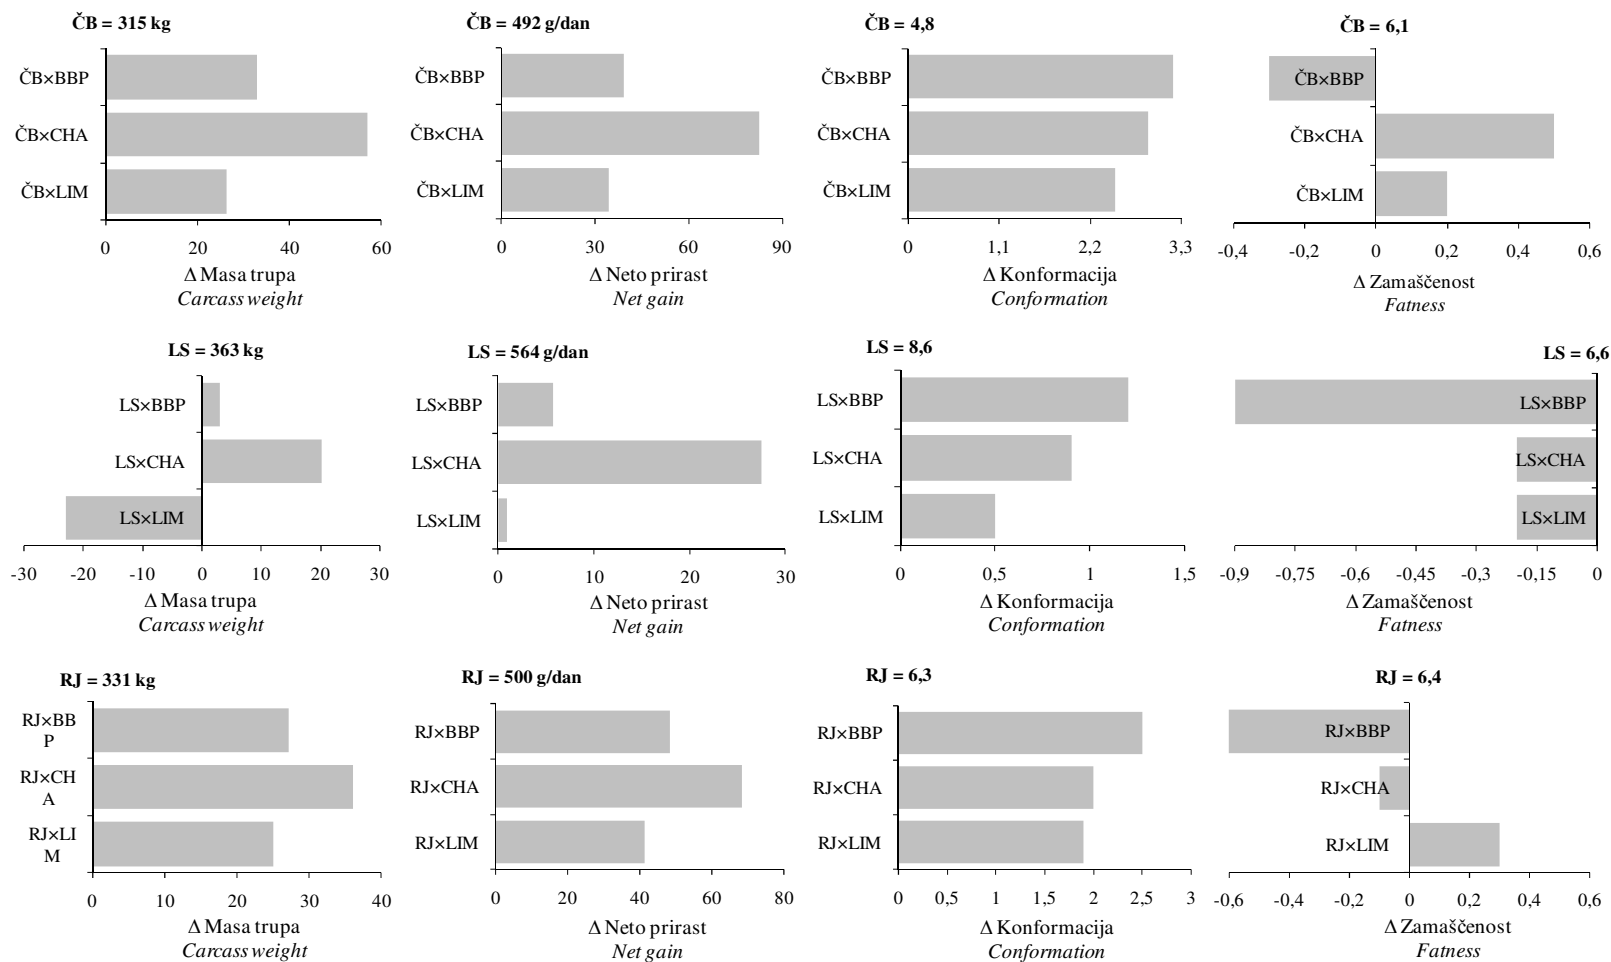 ČB = 315 kg
ČB×BBP
ČB×CHA
ČB×LIM
0 20 40 60
Δ Masa trupa
Carcass weight
ČB = 492 g/dan
ČB×BBP
ČB×CHA
ČB×LIM
0 30 60 90
Δ Neto prirast
Net gain
ČB = 4,8
ČB×BBP
ČB×CHA
ČB×LIM
0 1,1 2,2 3,3
Δ Konformacija
Conformation
ČB = 6,1
ČB×BBP
ČB×CHA
ČB×LIM
-0,4 -0,2 0 0,2 0,4 0,6
Δ Zamaščenost
Fatness
LS = 363 kg
LS×BBP
LS×CHA
LS×LIM
-30 -20 -10 0 10 20 30
Δ Masa trupa
Carcass weight
LS = 564 g/dan
LS×BBP
LS×CHA
LS×LIM
0 10 20 30
Δ Neto prirast
Net gain
LS = 8,6
LS×BBP
LS×CHA
LS×LIM
0 0,5 1 1,5
Δ Konformacija
Conformation
LS = 6,6
LS×BBP
LS×CHA
LS×LIM
-0,9 -0,75 -0,6 -0,45 -0,3 -0,15 0
Δ Zamaščenost
Fatness
RJ = 331 kg
RJ×BB
P
RJ×CH
A
RJ×LI
M
0 10 20 30 40
Δ Masa trupa
Carcass weight
RJ = 500 g/dan
RJ×BBP
RJ×CHA
RJ×LIM
0 20 40 60 80
Δ Neto prirast
Net gain
RJ = 6,3
RJ×BBP
RJ×CHA
RJ×LIM
0 0,5 1 1,5 2 2,5 3
Δ Konformacija
Conformation
RJ = 6,4
RJ×BBP
RJ×CHA
RJ×LIM
-0,6 -0,4 -0,2 0 0,2 0,4 0,6
Δ Zamaščenost
Fatness